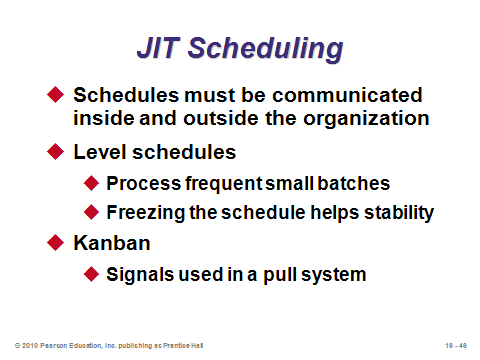 JIT Scheduling
Schedules must be communicated
inside and outside the organization
Level schedules
Process frequent small batches
Freezing the schedule helps stability
Kanban
Signals used in a pull system
© 2010 Pearson Education, Inc. publishing as Prentice Hall
16 - 46